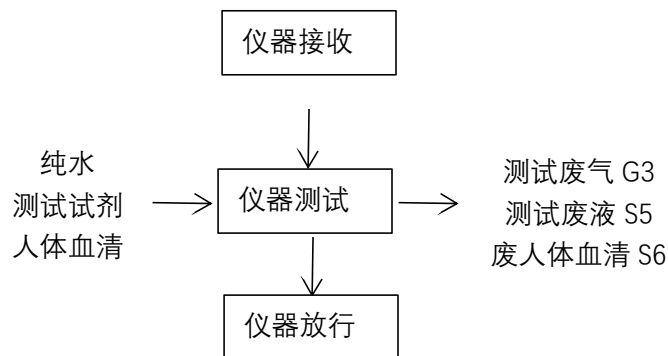 仪器接收
纯水
测试试剂
人体血清
仪器测试
测试废气 G3
测试废液 S5
废人体血清 S6
仪器放行